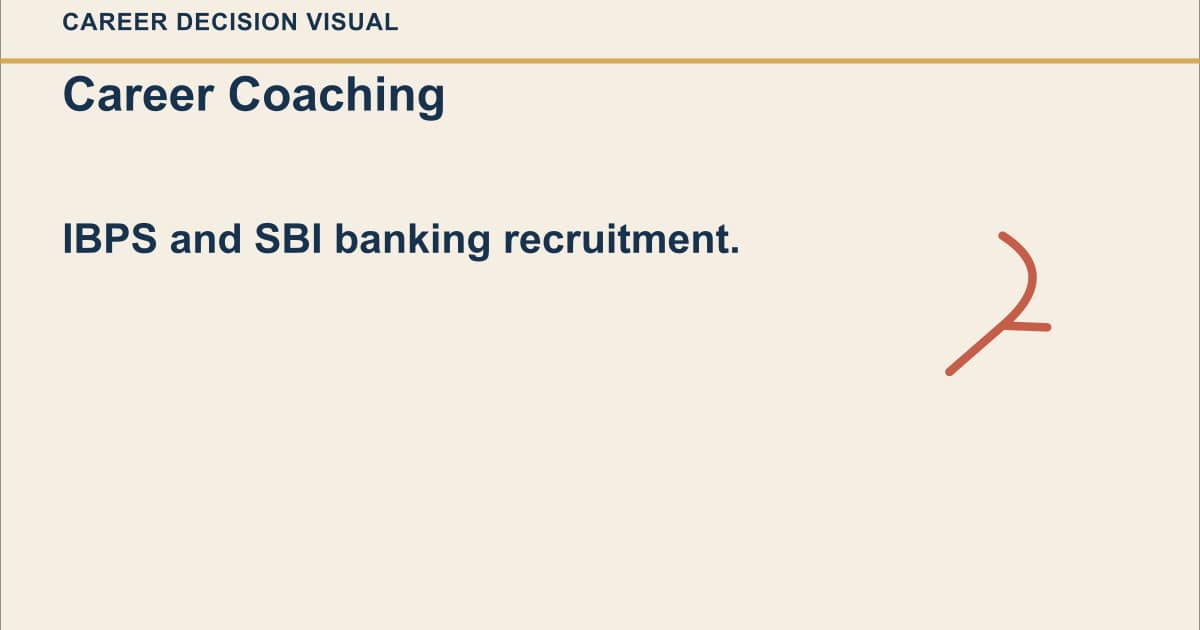 CAREER DECISION VISUAL
Career Coaching
IBPS and SBI banking recruitment.